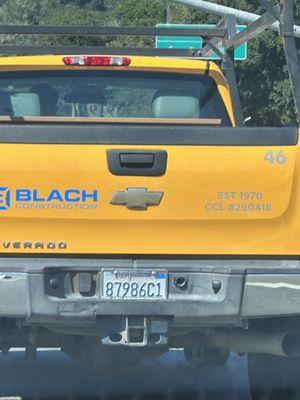 46
BLACH
CONSTRUCTION
EST 1970
CCL #290418
VERADO
87986C1